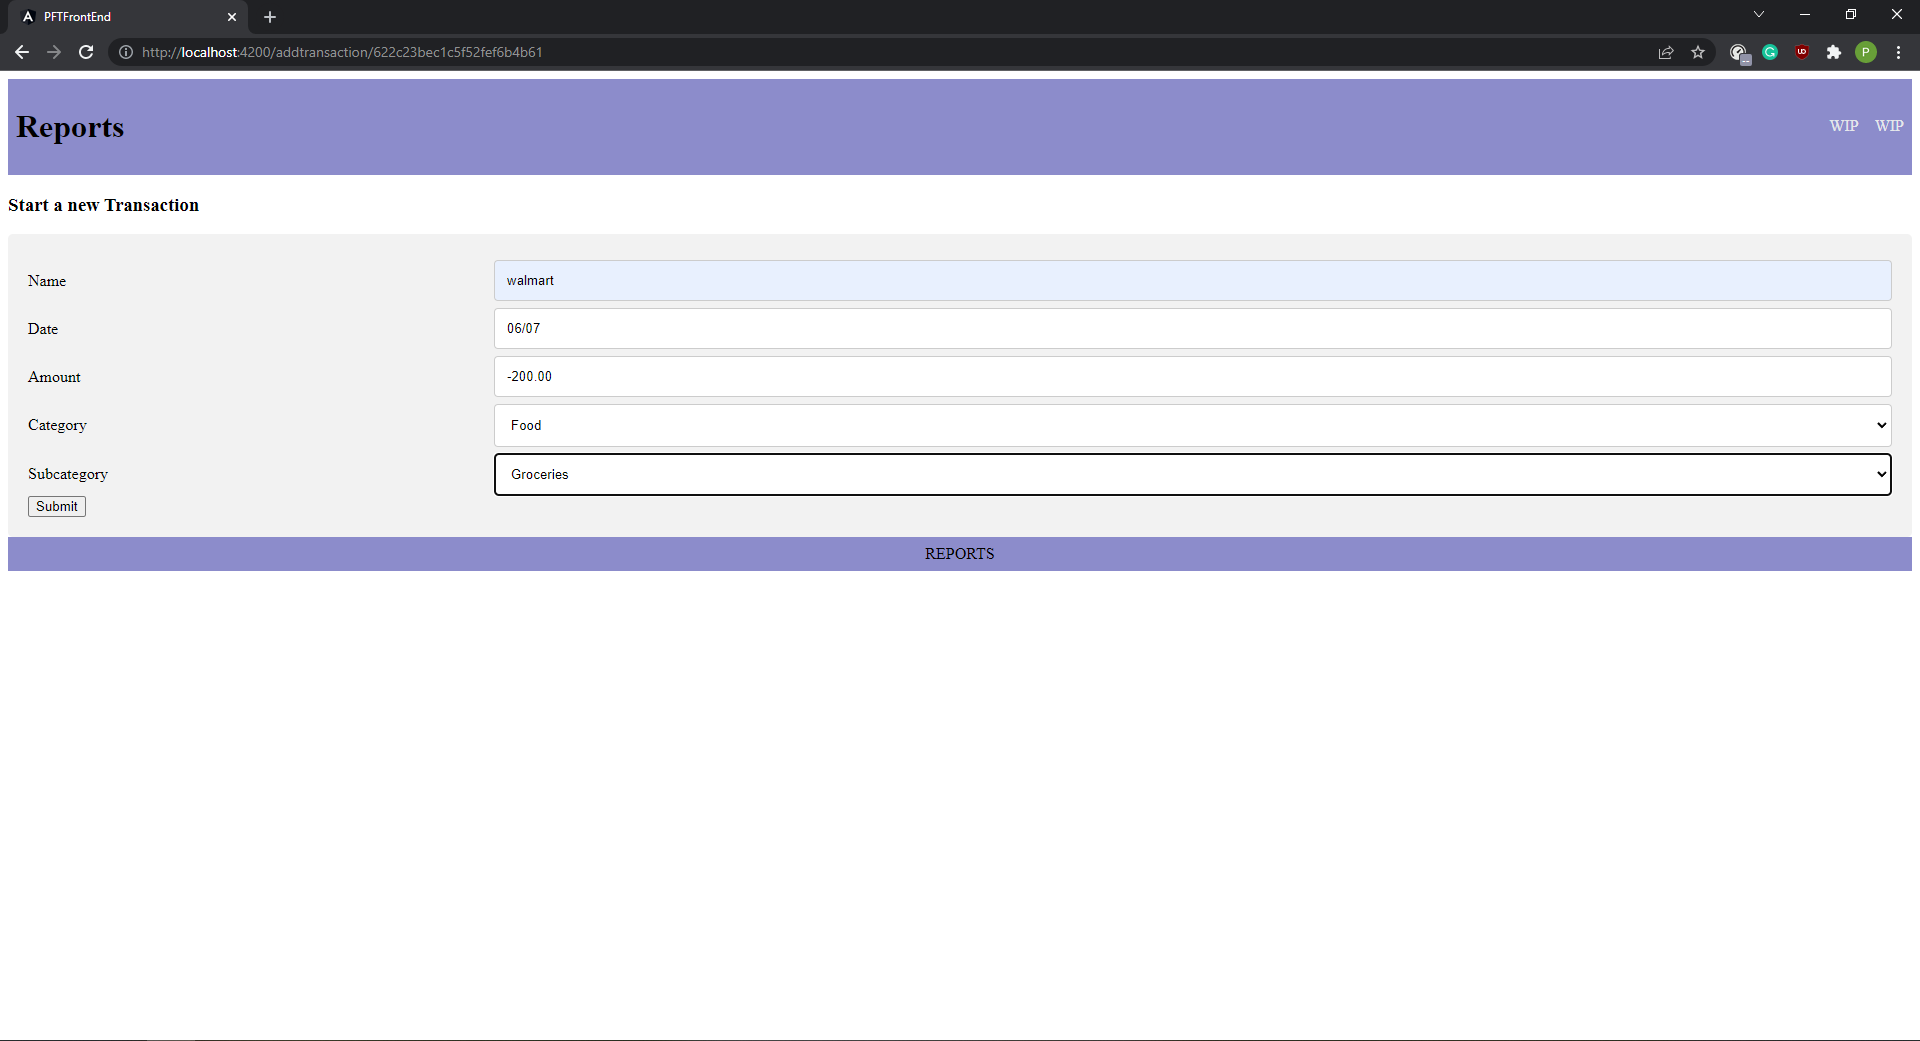 PFTFrontEnd
http://localhost:4200/addtransaction/622c23bec1c5f52fef6b4b61
P
Reports
WIP WIP
Start a new Transaction
Name walmart
Date 06/07
Amount -200.00
Category Food
Subcategory Groceries
Submit
REPORTS